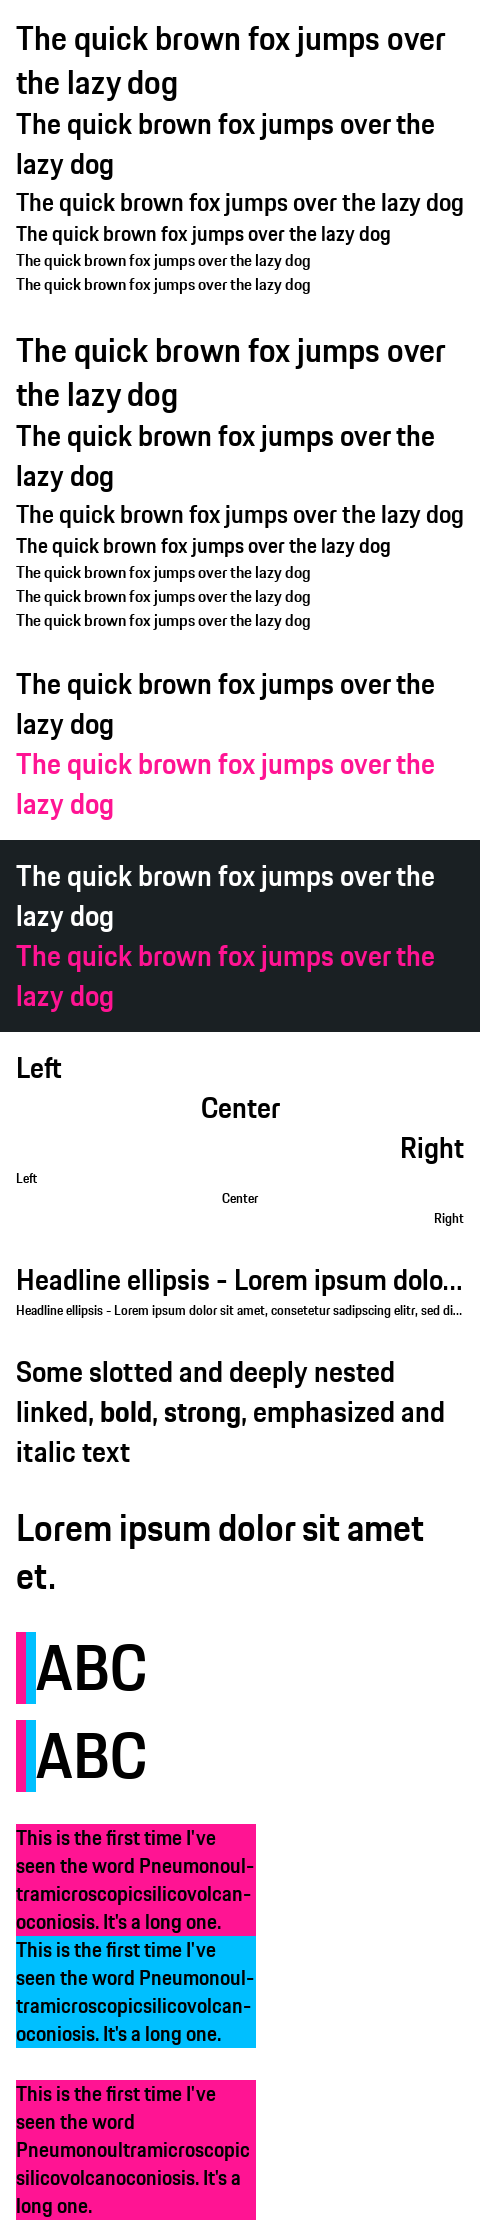 The quick brown fox jumps over
the lazy dog
The quick brown fox jumps over the
lazy dog
The quick brown fox jumps over the lazy dog
The quick brown fox jumps over the lazy dog
The quick brown fox jumps over the lazy dog
The quick brown fox jumps over the lazy dog
The quick brown fox jumps over
the lazy dog
The quick brown fox jumps over the
lazy dog
The quick brown fox jumps over the lazy dog
The quick brown fox jumps over the lazy dog
The quick brown fox jumps over the lazy dog
The quick brown fox jumps over the lazy dog
The quick brown fox jumps over the lazy dog
The quick brown fox jumps over the
lazy dog
The quick brown fox jumps over the
lazy dog
The quick brown fox jumps over the
lazy dog
The quick brown fox jumps over the
lazy dog
Left
Center
Right
Left
Center
Right
Headline ellipsis - Lorem ipsum dolo...
Headline ellipsis - Lorem ipsum dolor sit amet, consetetur sadipscing elitr, sed di...
Some slotted and deeply nested
linked, bold, strong, emphasized and
italic text
Lorem ipsum dolor sit amet
et.
ABC
ABC
This is the first time I've
seen the word Pneumonoul-
tramicroscopicsilicovolcan-
oconiosis. It's a long one.
This is the first time I've
seen the word Pneumonoul-
tramicroscopicsilicovolcan-
oconiosis. It's a long one.
This is the first time I've
seen the word
Pneumonoultramicroscopic
silicovolcanoconiosis. It's a
long one.